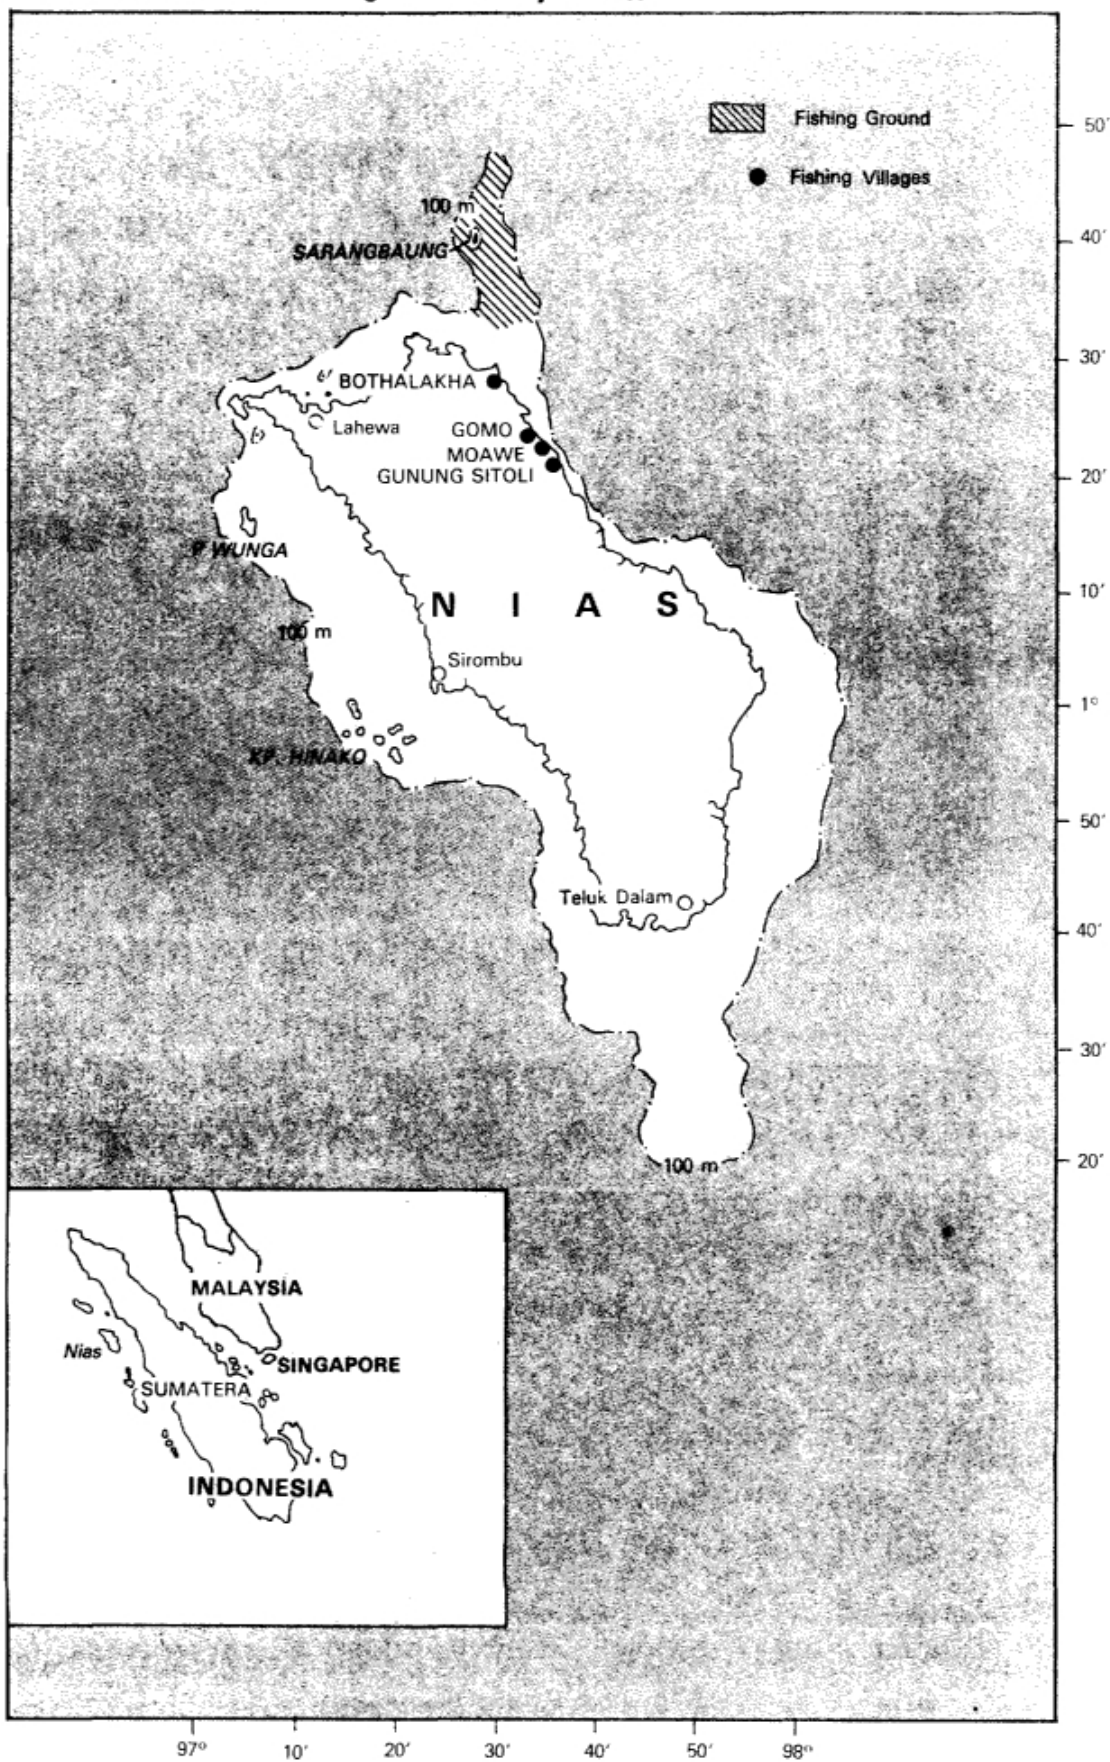 Fishing Ground
Fishing Villages
50′
100 m
SARANGBAUNG
40′
30′
BOTHALAKHA
Lahewa
GOMO
MOAWE
GUNUNG SITOLI
20′
P. WUNGA
10′
N I A S
100 m
Sirombu
1°
KP. HINAKO
50′
Teluk Dalam
40′
30′
100 m
20′
MALAYSIA
Nias
SINGAPORE
SUMATERA
INDONESIA
97° 10′ 20′ 30′ 40′ 50′ 98°